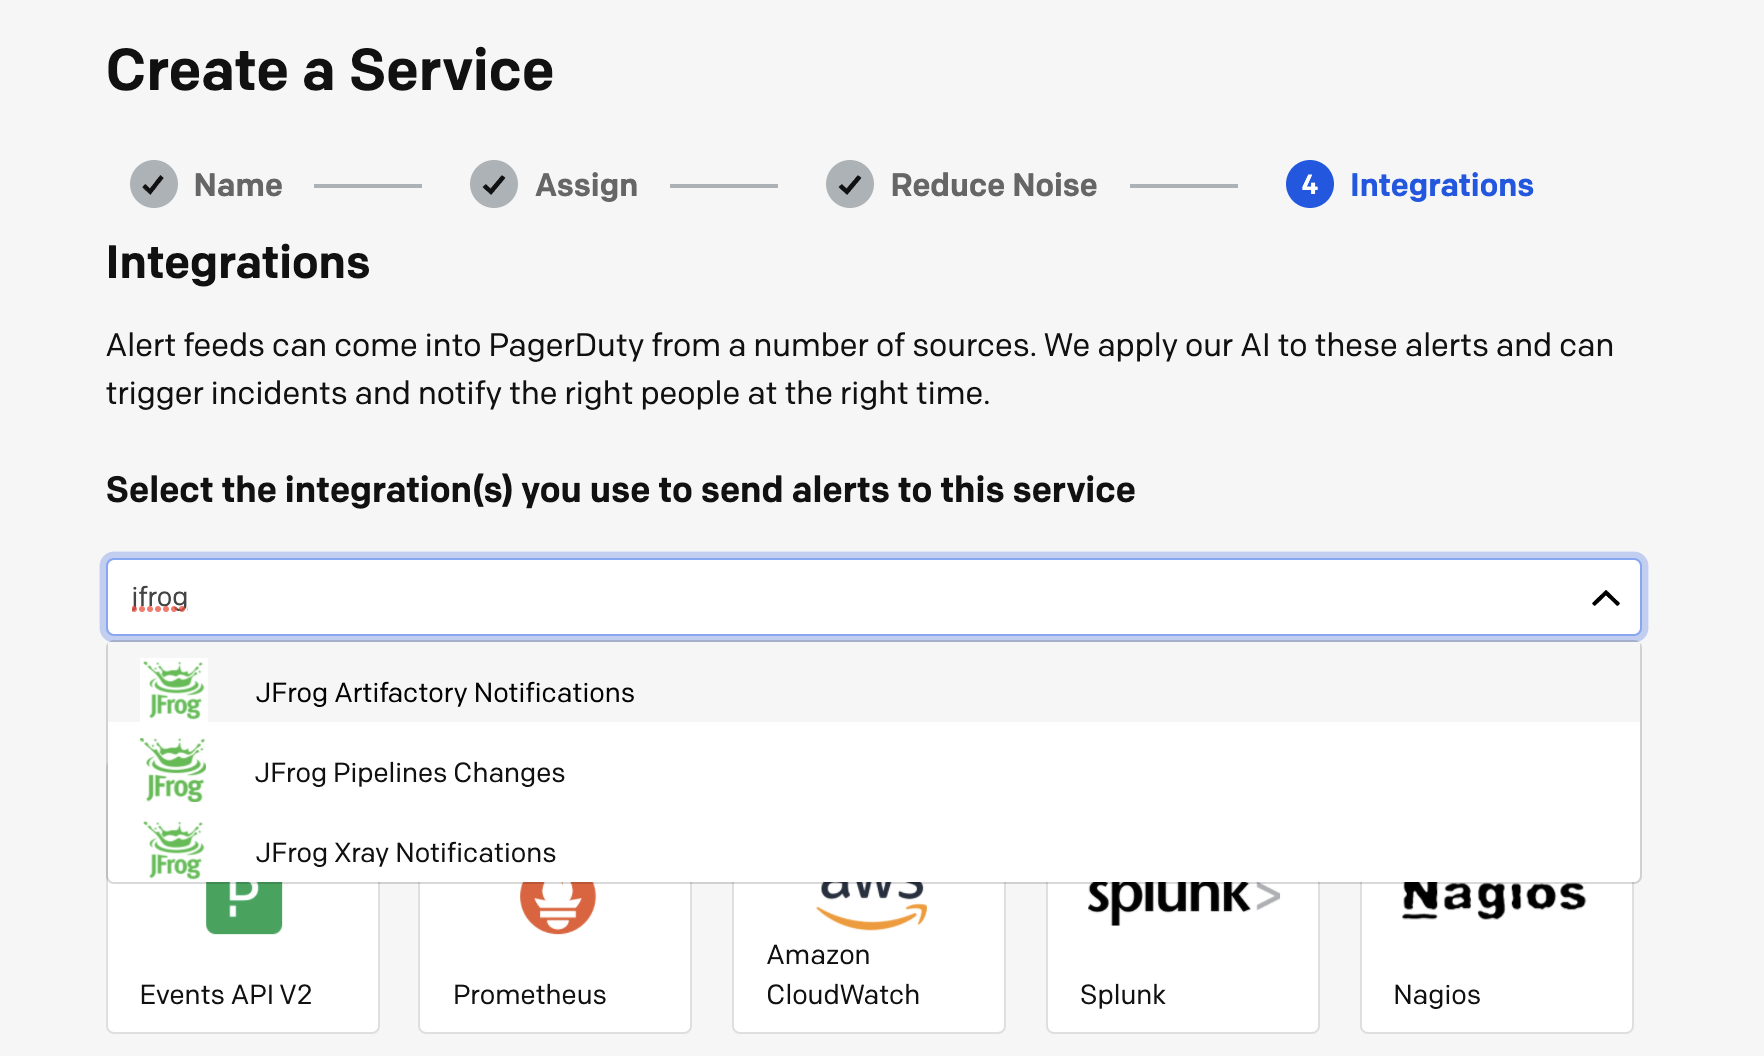 Create a Service
Name
Assign
Reduce Noise
4 Integrations
Integrations
Alert feeds can come into PagerDuty from a number of sources. We apply our AI to these alerts and can
trigger incidents and notify the right people at the right time.
Select the integration(s) you use to send alerts to this service
jfrog
JFrog JFrog Artifactory Notifications
JFrog JFrog Pipelines Changes
JFrog JFrog Xray Notifications
P
aws
splunk>
Nagios
Events API V2
Prometheus
Amazon
CloudWatch
Splunk
Nagios